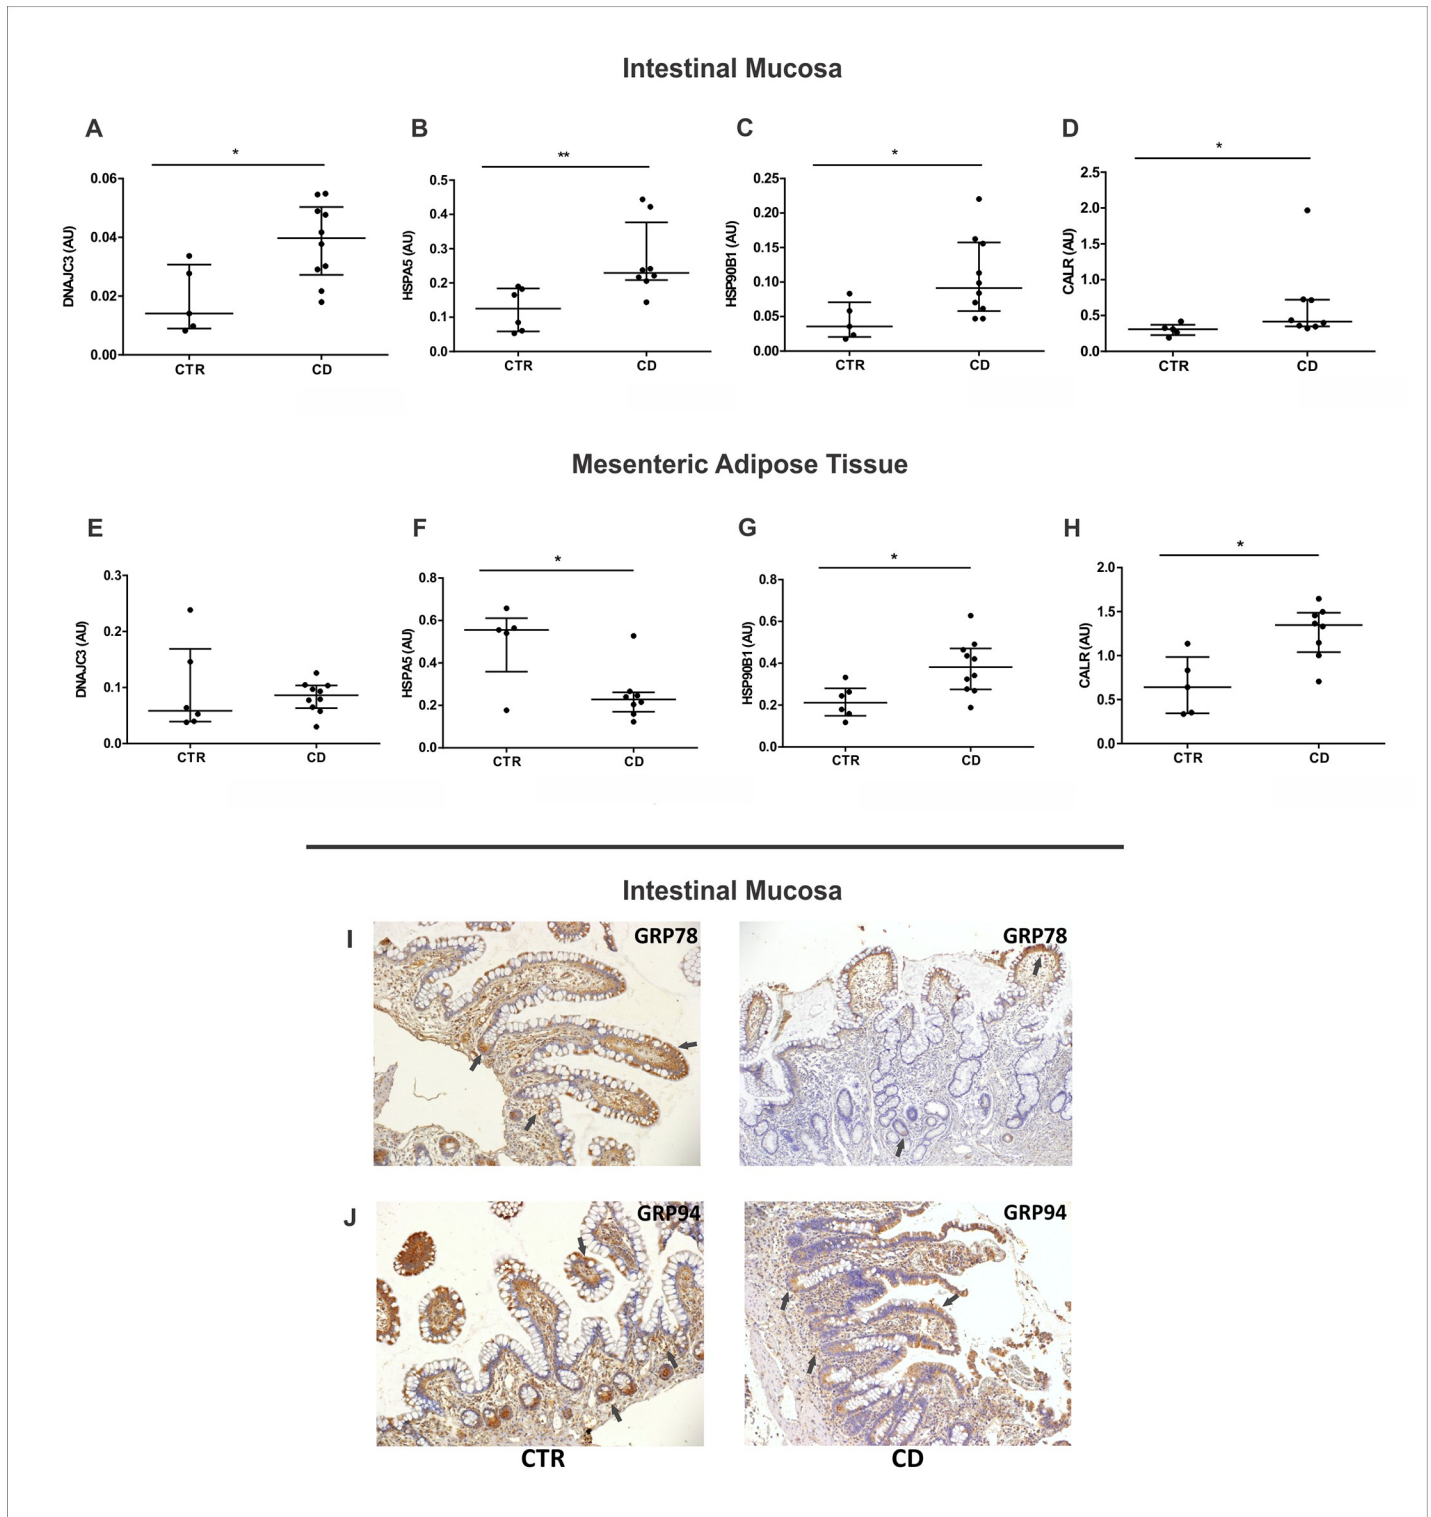 Intestinal Mucosa
A
B
C
D
*
**
*
*
DNAJC3 (AU)
0.06
0.04
0.02
0.00
CTR
CD
HSPA5 (AU)
0.5
0.4
0.3
0.2
0.1
0.0
CTR
CD
HSP90B1 (AU)
0.25
0.20
0.15
0.10
0.05
0.00
CTR
CD
CALR (AU)
2.5
2.0
1.5
1.0
0.5
0.0
CTR
CD
Mesenteric Adipose Tissue
E
F
G
H
*
*
*
DNAJC3 (AU)
0.3
0.2
0.1
0.0
CTR
CD
HSPA5 (AU)
0.8
0.6
0.4
0.2
0.0
CTR
CD
HSP90B1 (AU)
0.8
0.6
0.4
0.2
0.0
CTR
CD
CALR (AU)
2.0
1.5
1.0
0.5
0.0
CTR
CD
Intestinal Mucosa
I
GRP78
GRP78
J
GRP94
GRP94
CTR
CD